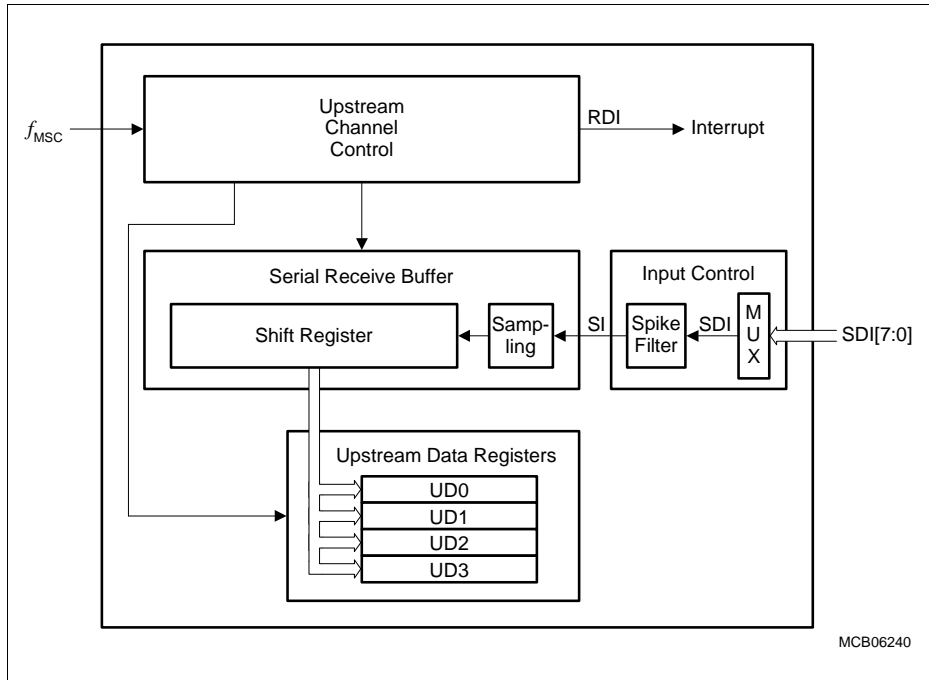 Upstream
Channel
Control
fMSC
RDI
Interrupt
Serial Receive Buffer
Input Control
Shift Register
Samp-
ling
SI
Spike
Filter
SDI
M
U
X
SDI[7:0]
Upstream Data Registers
UD0
UD1
UD2
UD3
MCB06240